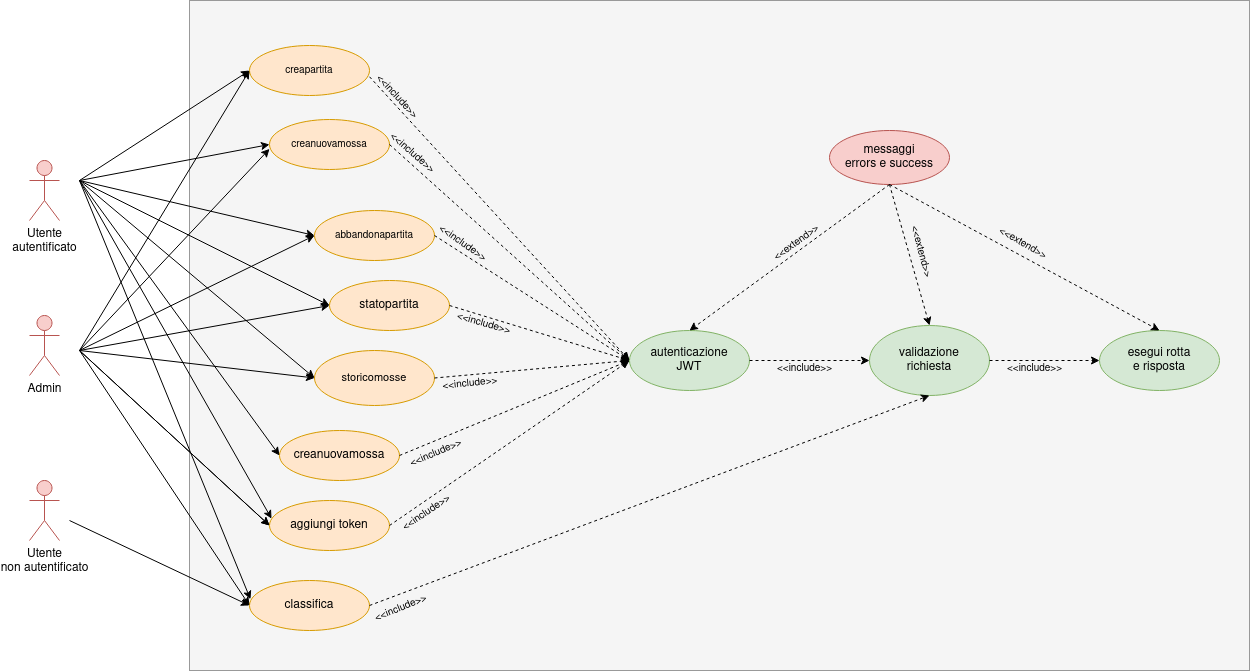 creapartita
<<include>>
creanuovamossa
<<include>>
messaggi
errors e success
Utente
autentificato
abbandonapartita
<<include>>
<<extend>>
<<extend>>
<<extend>>
statopartita
<<include>>
Admin
storicomosse
<<include>>
autenticazione
JWT
<<include>>
validazione
richiesta
<<include>>
esegui rotta
e risposta
creanuovamossa
<<include>>
aggiungi token
<<include>>
Utente
non autentificato
classifica
<<include>>